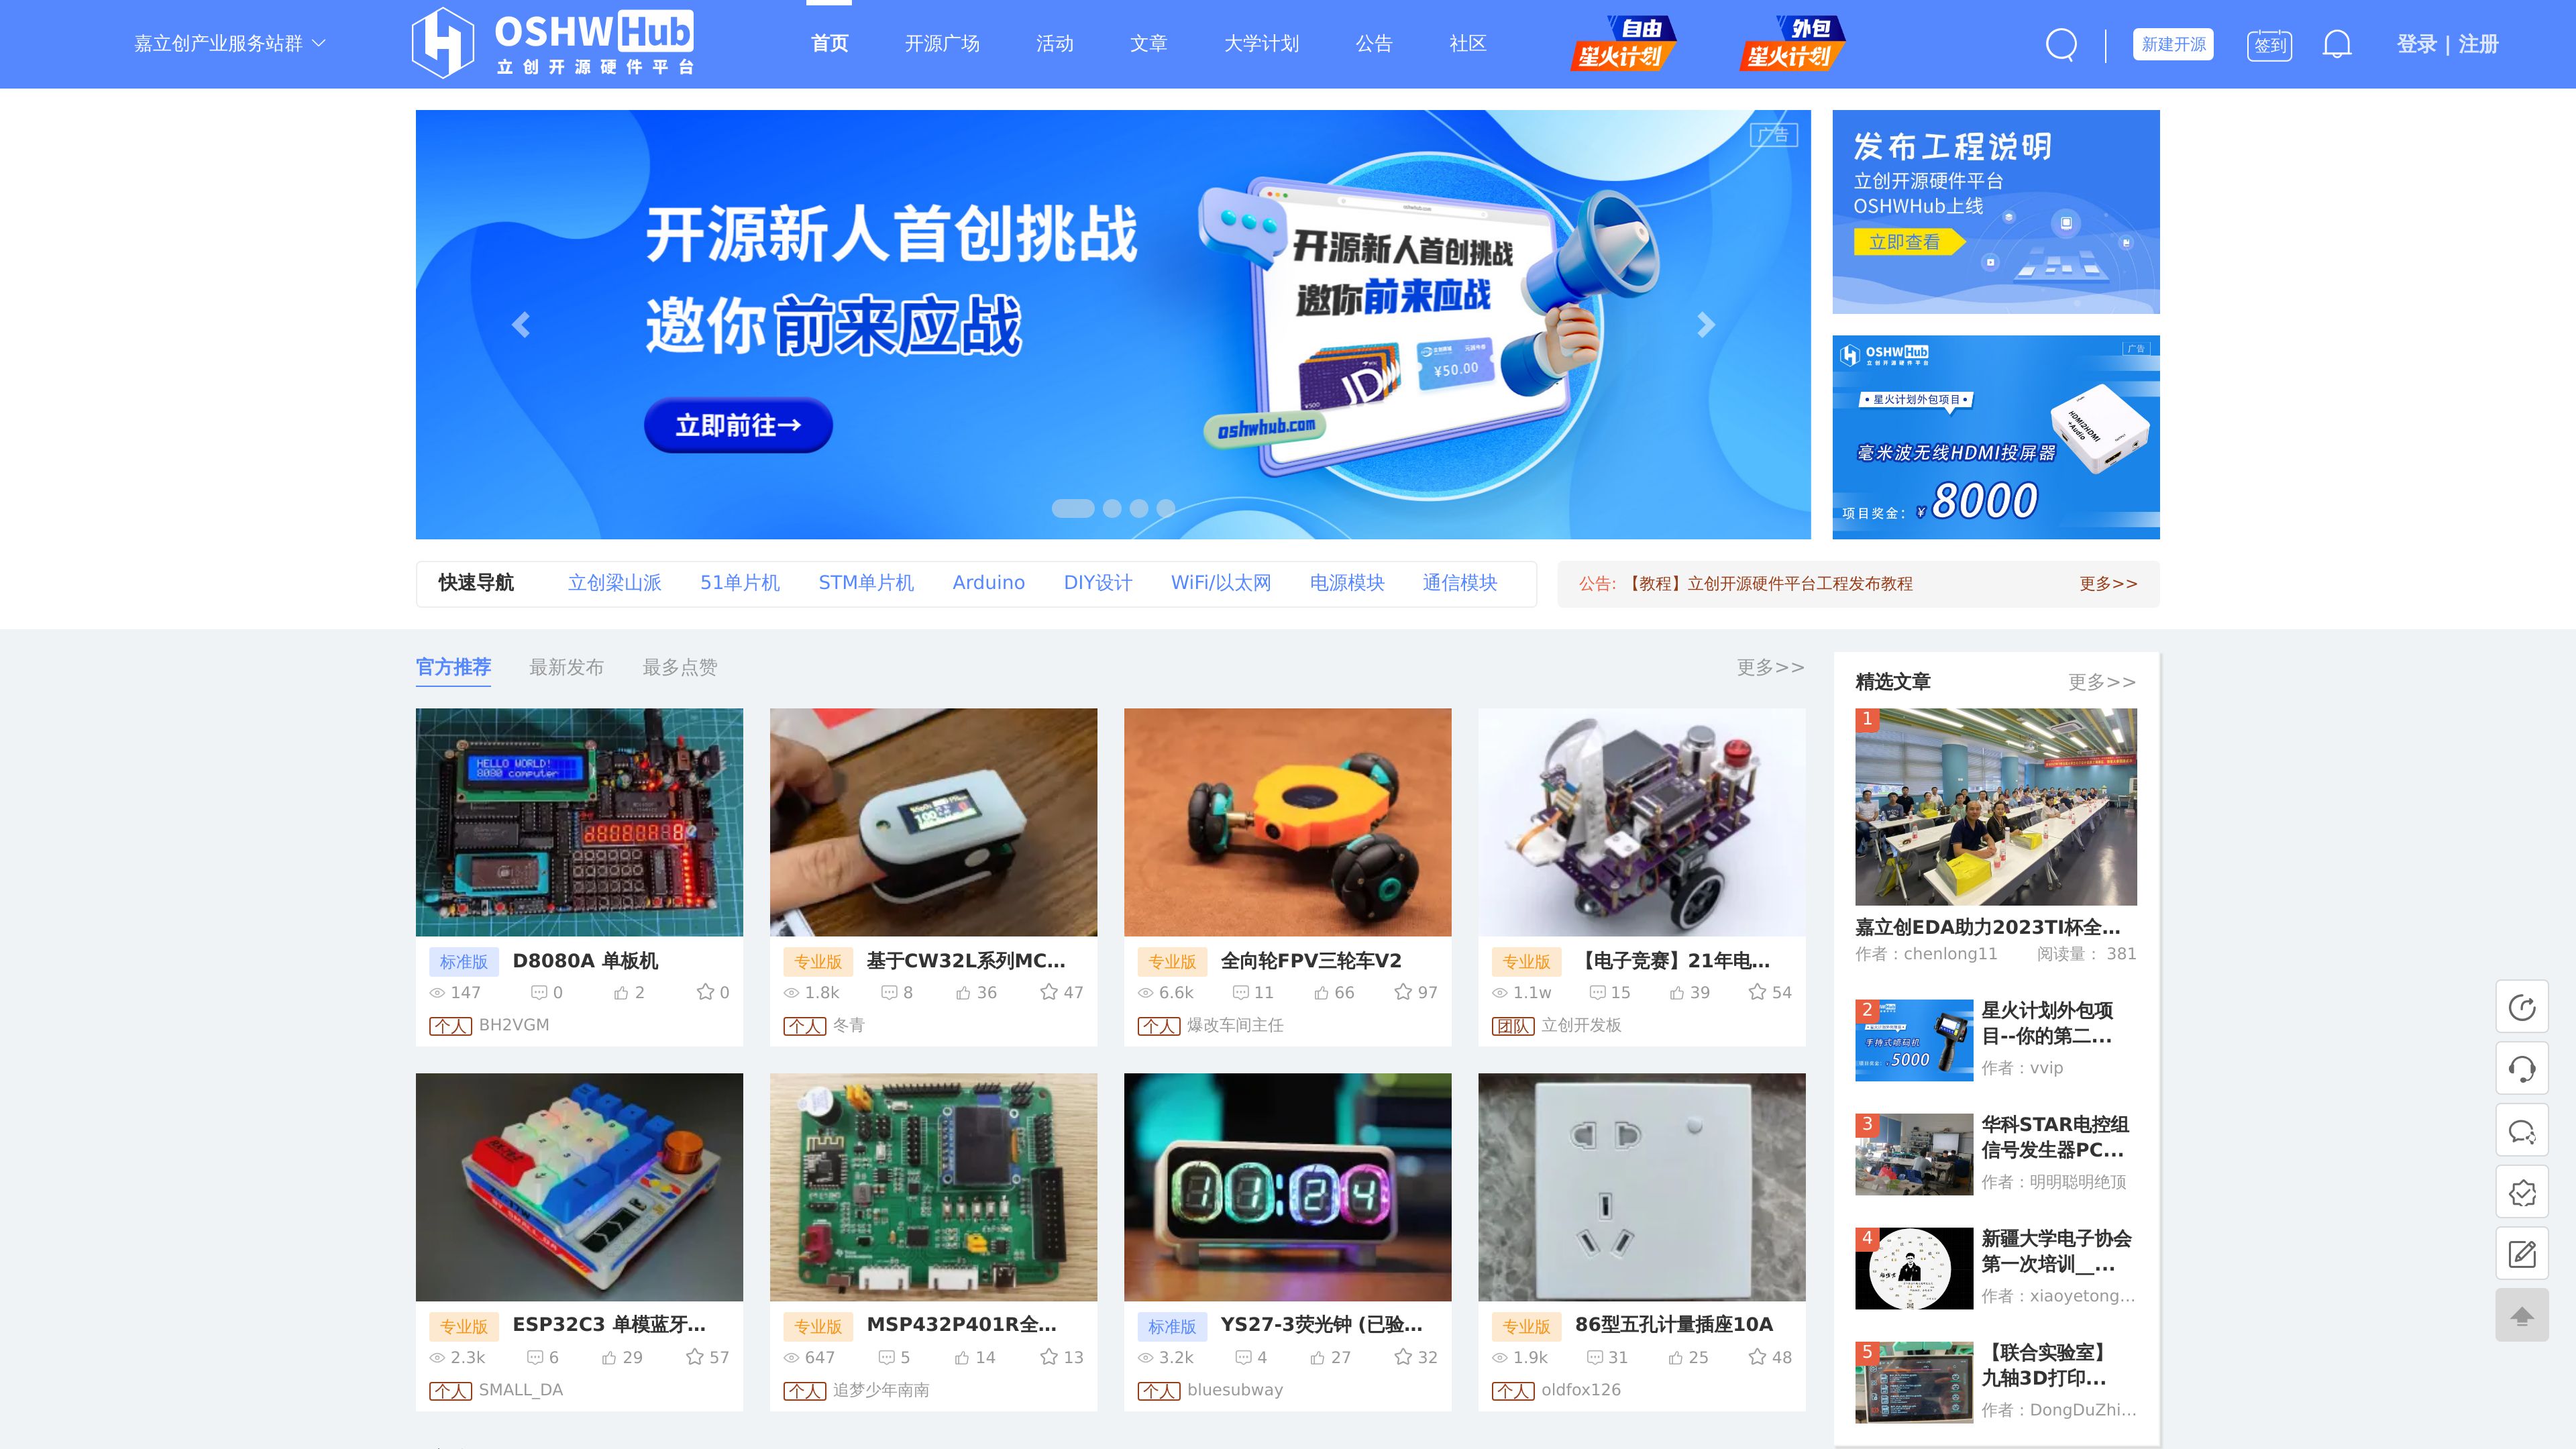 嘉立创产业服务站群
OSHWHub
立创开源硬件平台
首页
开源广场
活动
文章
大学计划
公告
社区
自由
星火计划
外包
星火计划
新建开源
签到
登录 | 注册
广告
开源新人首创挑战
邀你前来应战
立即前往→
oshwhub.com
开源新人首创挑战
邀你前来应战
¥50.00
oshwhub.com
发布工程说明
立创开源硬件平台
OSHWHub上线
立即查看
OSHWHub
立创开源硬件平台
广告
星火计划外包项目
HDMI2HDMI
+Audio
毫米波无线HDMI投屏器
项目奖金：¥8000
快速导航
立创梁山派
51单片机
STM单片机
Arduino
DIY设计
WiFi/以太网
电源模块
通信模块
公告: 【教程】立创开源硬件平台工程发布教程
更多>>
官方推荐
最新发布
最多点赞
更多>>
HELLO WORLD!
8080 computer
标准版 D8080A 单板机
147 0 2 0
个人 BH2VGM
专业版 基于CW32L系列MC...
1.8k 8 36 47
个人 冬青
专业版 全向轮FPV三轮车V2
6.6k 11 66 97
个人 爆改车间主任
专业版 【电子竞赛】21年电...
1.1w 15 39 54
团队 立创开发板
专业版 ESP32C3 单模蓝牙...
2.3k 6 29 57
个人 SMALL_DA
专业版 MSP432P401R全...
647 5 14 13
个人 追梦少年南南
11:24
标准版 YS27-3荧光钟 (已验...
3.2k 4 27 32
个人 bluesubway
专业版 86型五孔计量插座10A
1.9k 31 25 48
个人 oldfox126
精选文章
更多>>
1
嘉立创EDA助力2023TI杯全...
作者：chenlong11
阅读量： 381
2
手持式喷码机
5000
星火计划外包项
目--你的第二...
作者：vvip
3
华科STAR电控组
信号发生器PC...
作者：明明聪明绝顶
4
新疆大学电子协会
第一次培训__...
作者：xiaoyetong...
5
【联合实验室】
九轴3D打印...
作者：DongDuZhi...